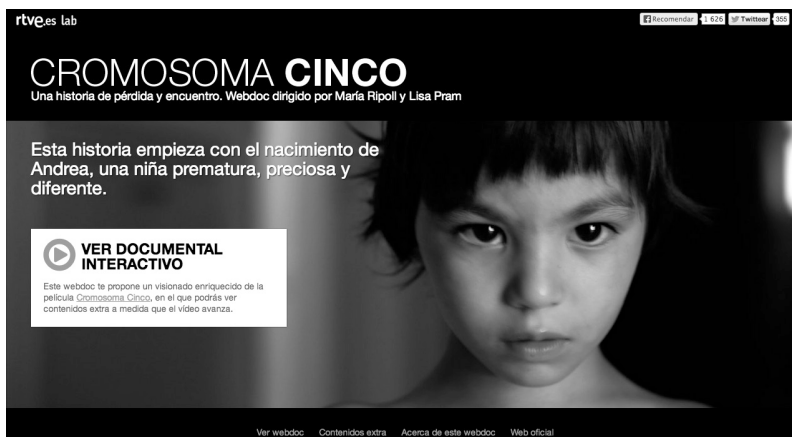 rtve.es lab
Recomendar 1 626 Twittear 355
CROMOSOMA CINCO
Una historia de pérdida y encuentro. Webdoc dirigido por María Ripoll y Lisa Pram
Esta historia empieza con el nacimiento de
Andrea, una niña prematura, preciosa y
diferente.
VER DOCUMENTAL
INTERACTIVO
Este webdoc te propone un visionado enriquecido de la
película Cromosoma Cinco, en el que podrás ver
contenidos extra a medida que el vídeo avanza.
Ver webdoc Contenidos extra Acerca de este webdoc Web oficial